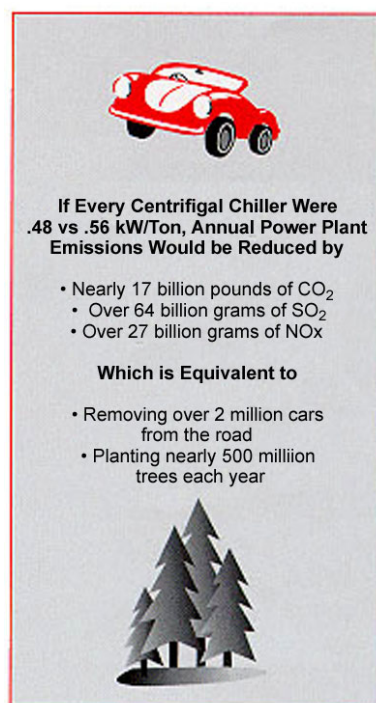 If Every Centrifigal Chiller Were
.48 vs .56 kW/Ton, Annual Power Plant
Emissions Would be Reduced by
• Nearly 17 billion pounds of CO₂
• Over 64 billion grams of SO₂
• Over 27 billion grams of NOx
Which is Equivalent to
• Removing over 2 million cars
from the road
• Planting nearly 500 milliion
trees each year